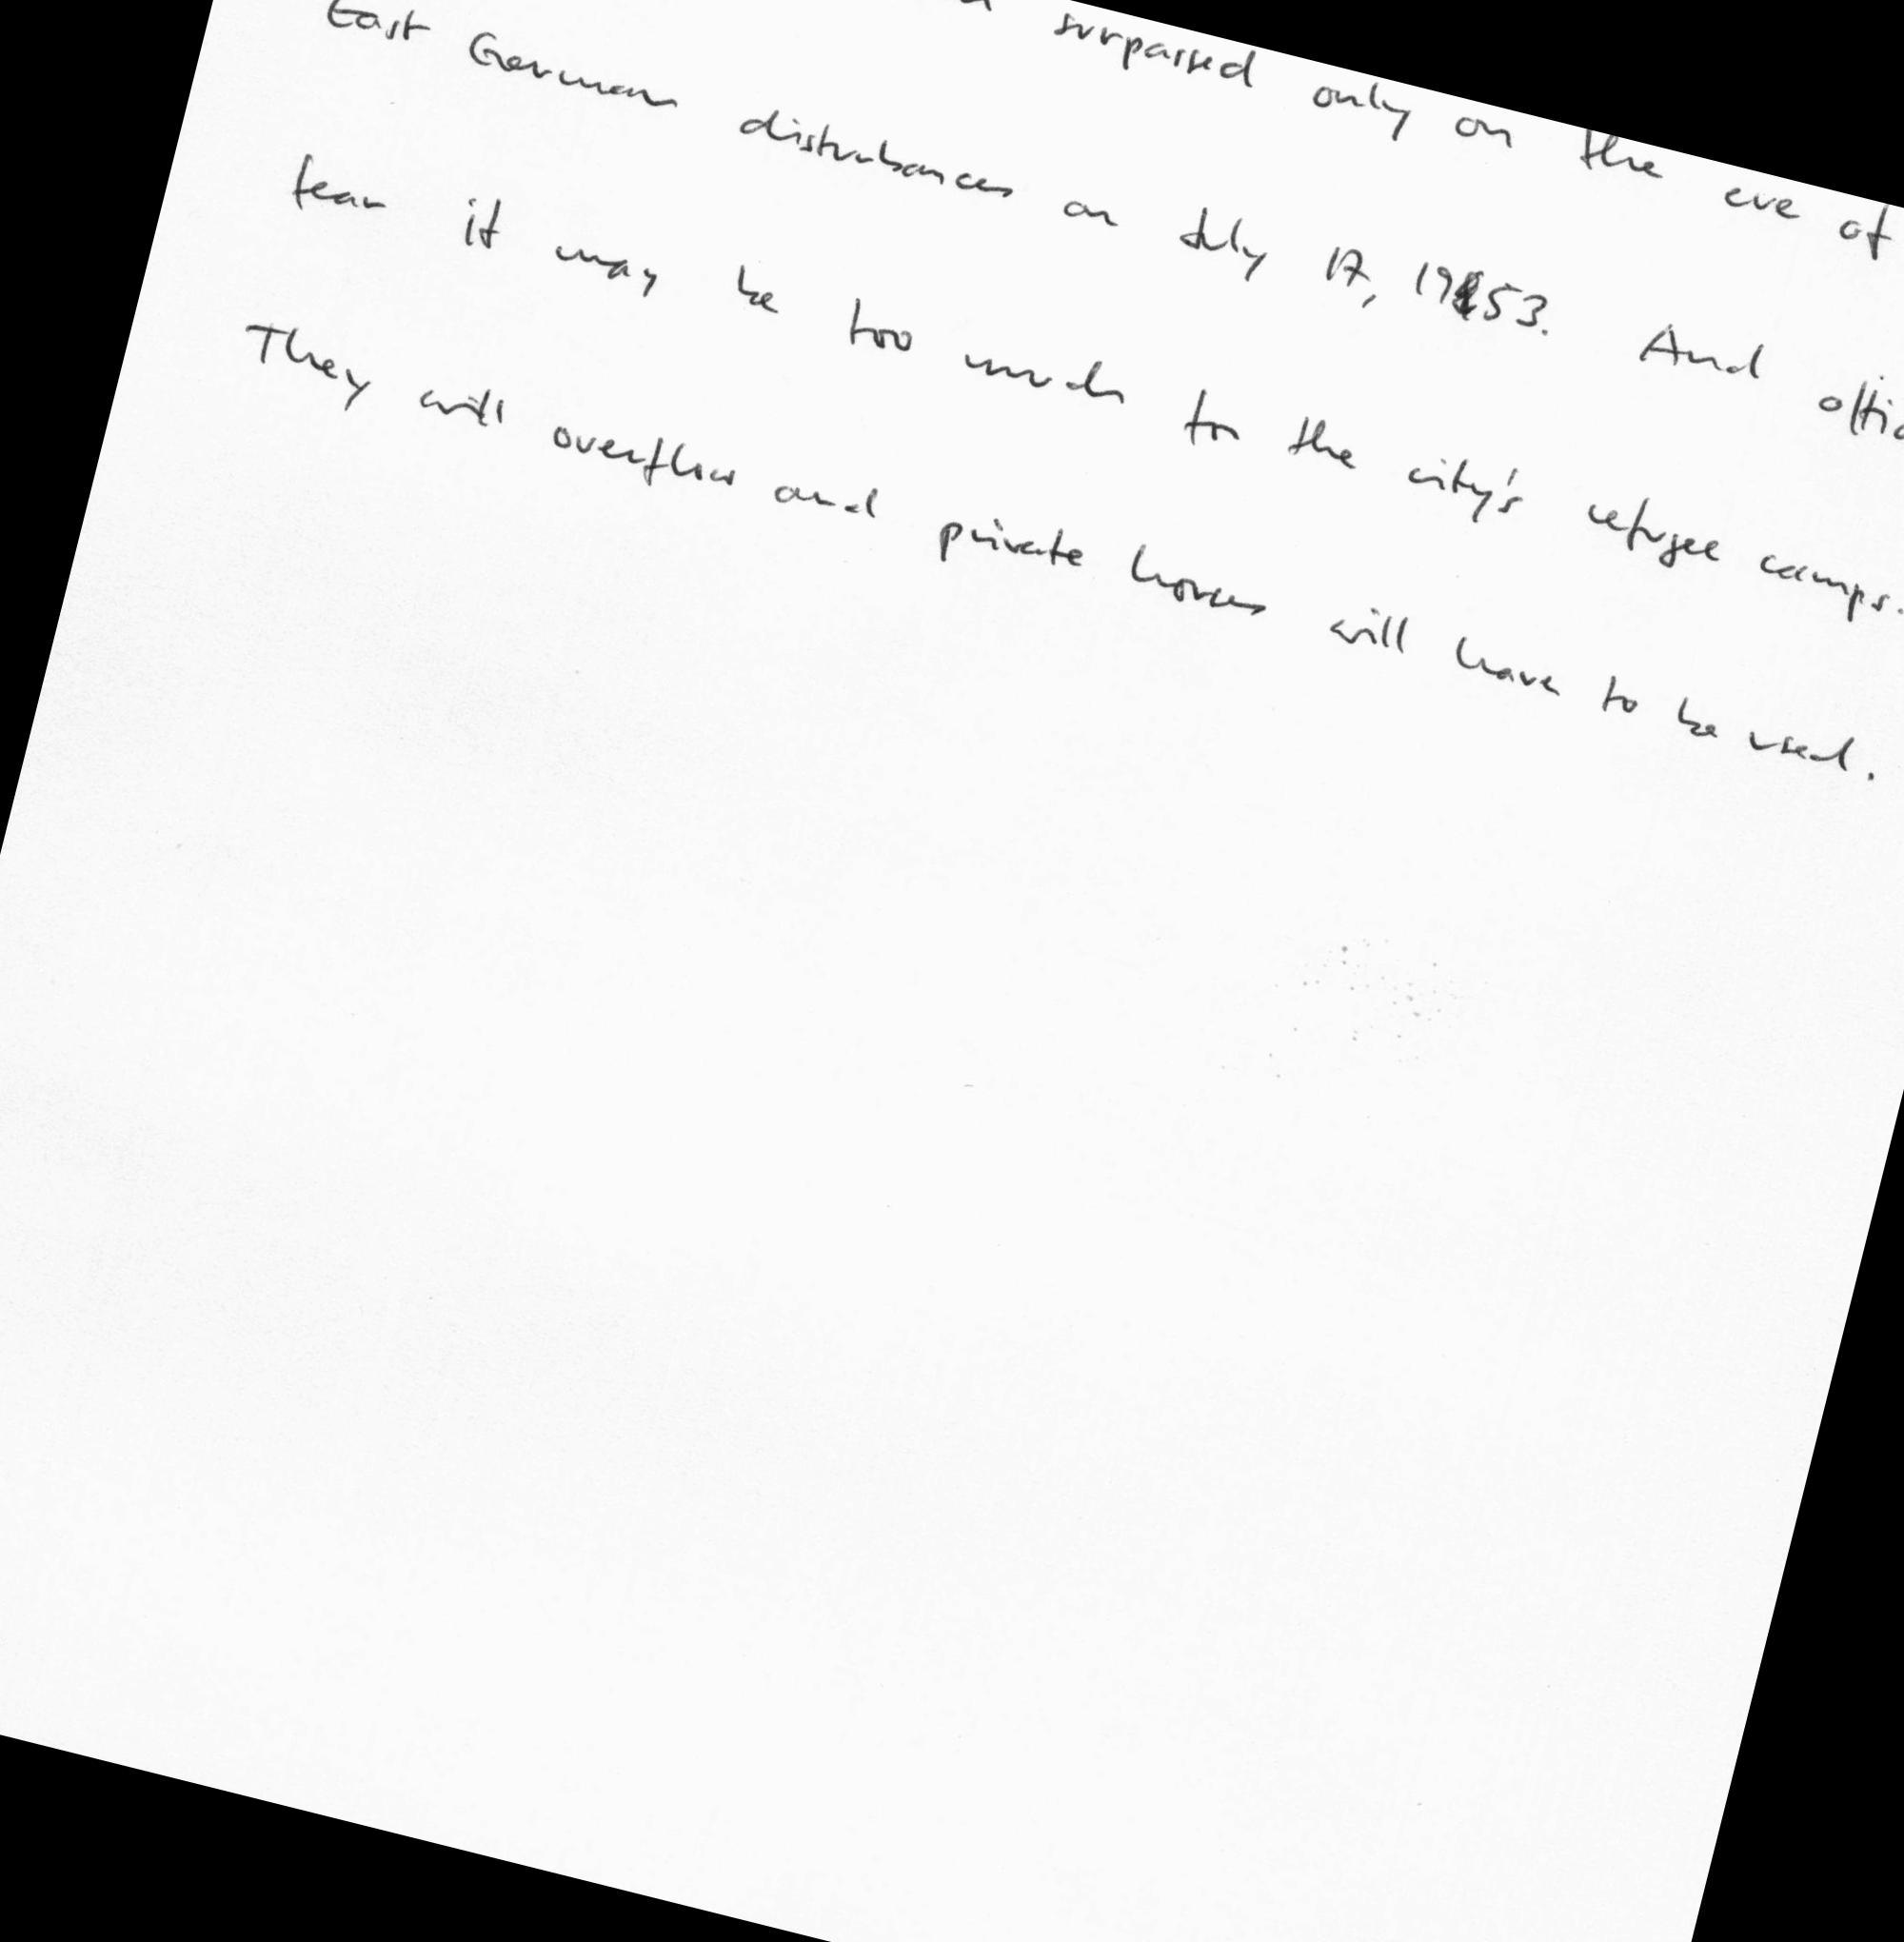 surpassed only on the eve of
East German disturbances on July 17, 1953. And offic
fear it may be too much for the city's refugee camps.
They will overflow and private homes will have to be used.